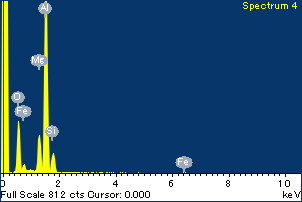 Spectrum 4
Al
Mg
O
Fe
Si
Fe
0 2 4 6 8 10
Full Scale 812 cts Cursor: 0.000 keV